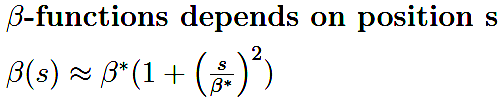 β-functions depends on position s
β(s) ≈ β*(1 + (s/β*)²)